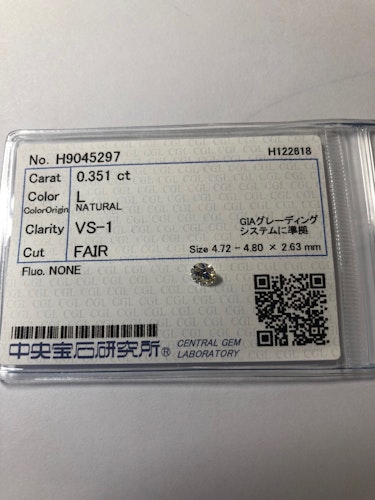 No. H9045297
H122618
Carat 0.351 ct
Color L
ColorOrigin NATURAL
Clarity VS-1
GIAグレーディング
システムに準拠
Cut FAIR
Size 4.72 - 4.80 × 2.63 mm
Fluo. NONE
中央宝石研究所®
CENTRAL GEM
LABORATORY
CGL